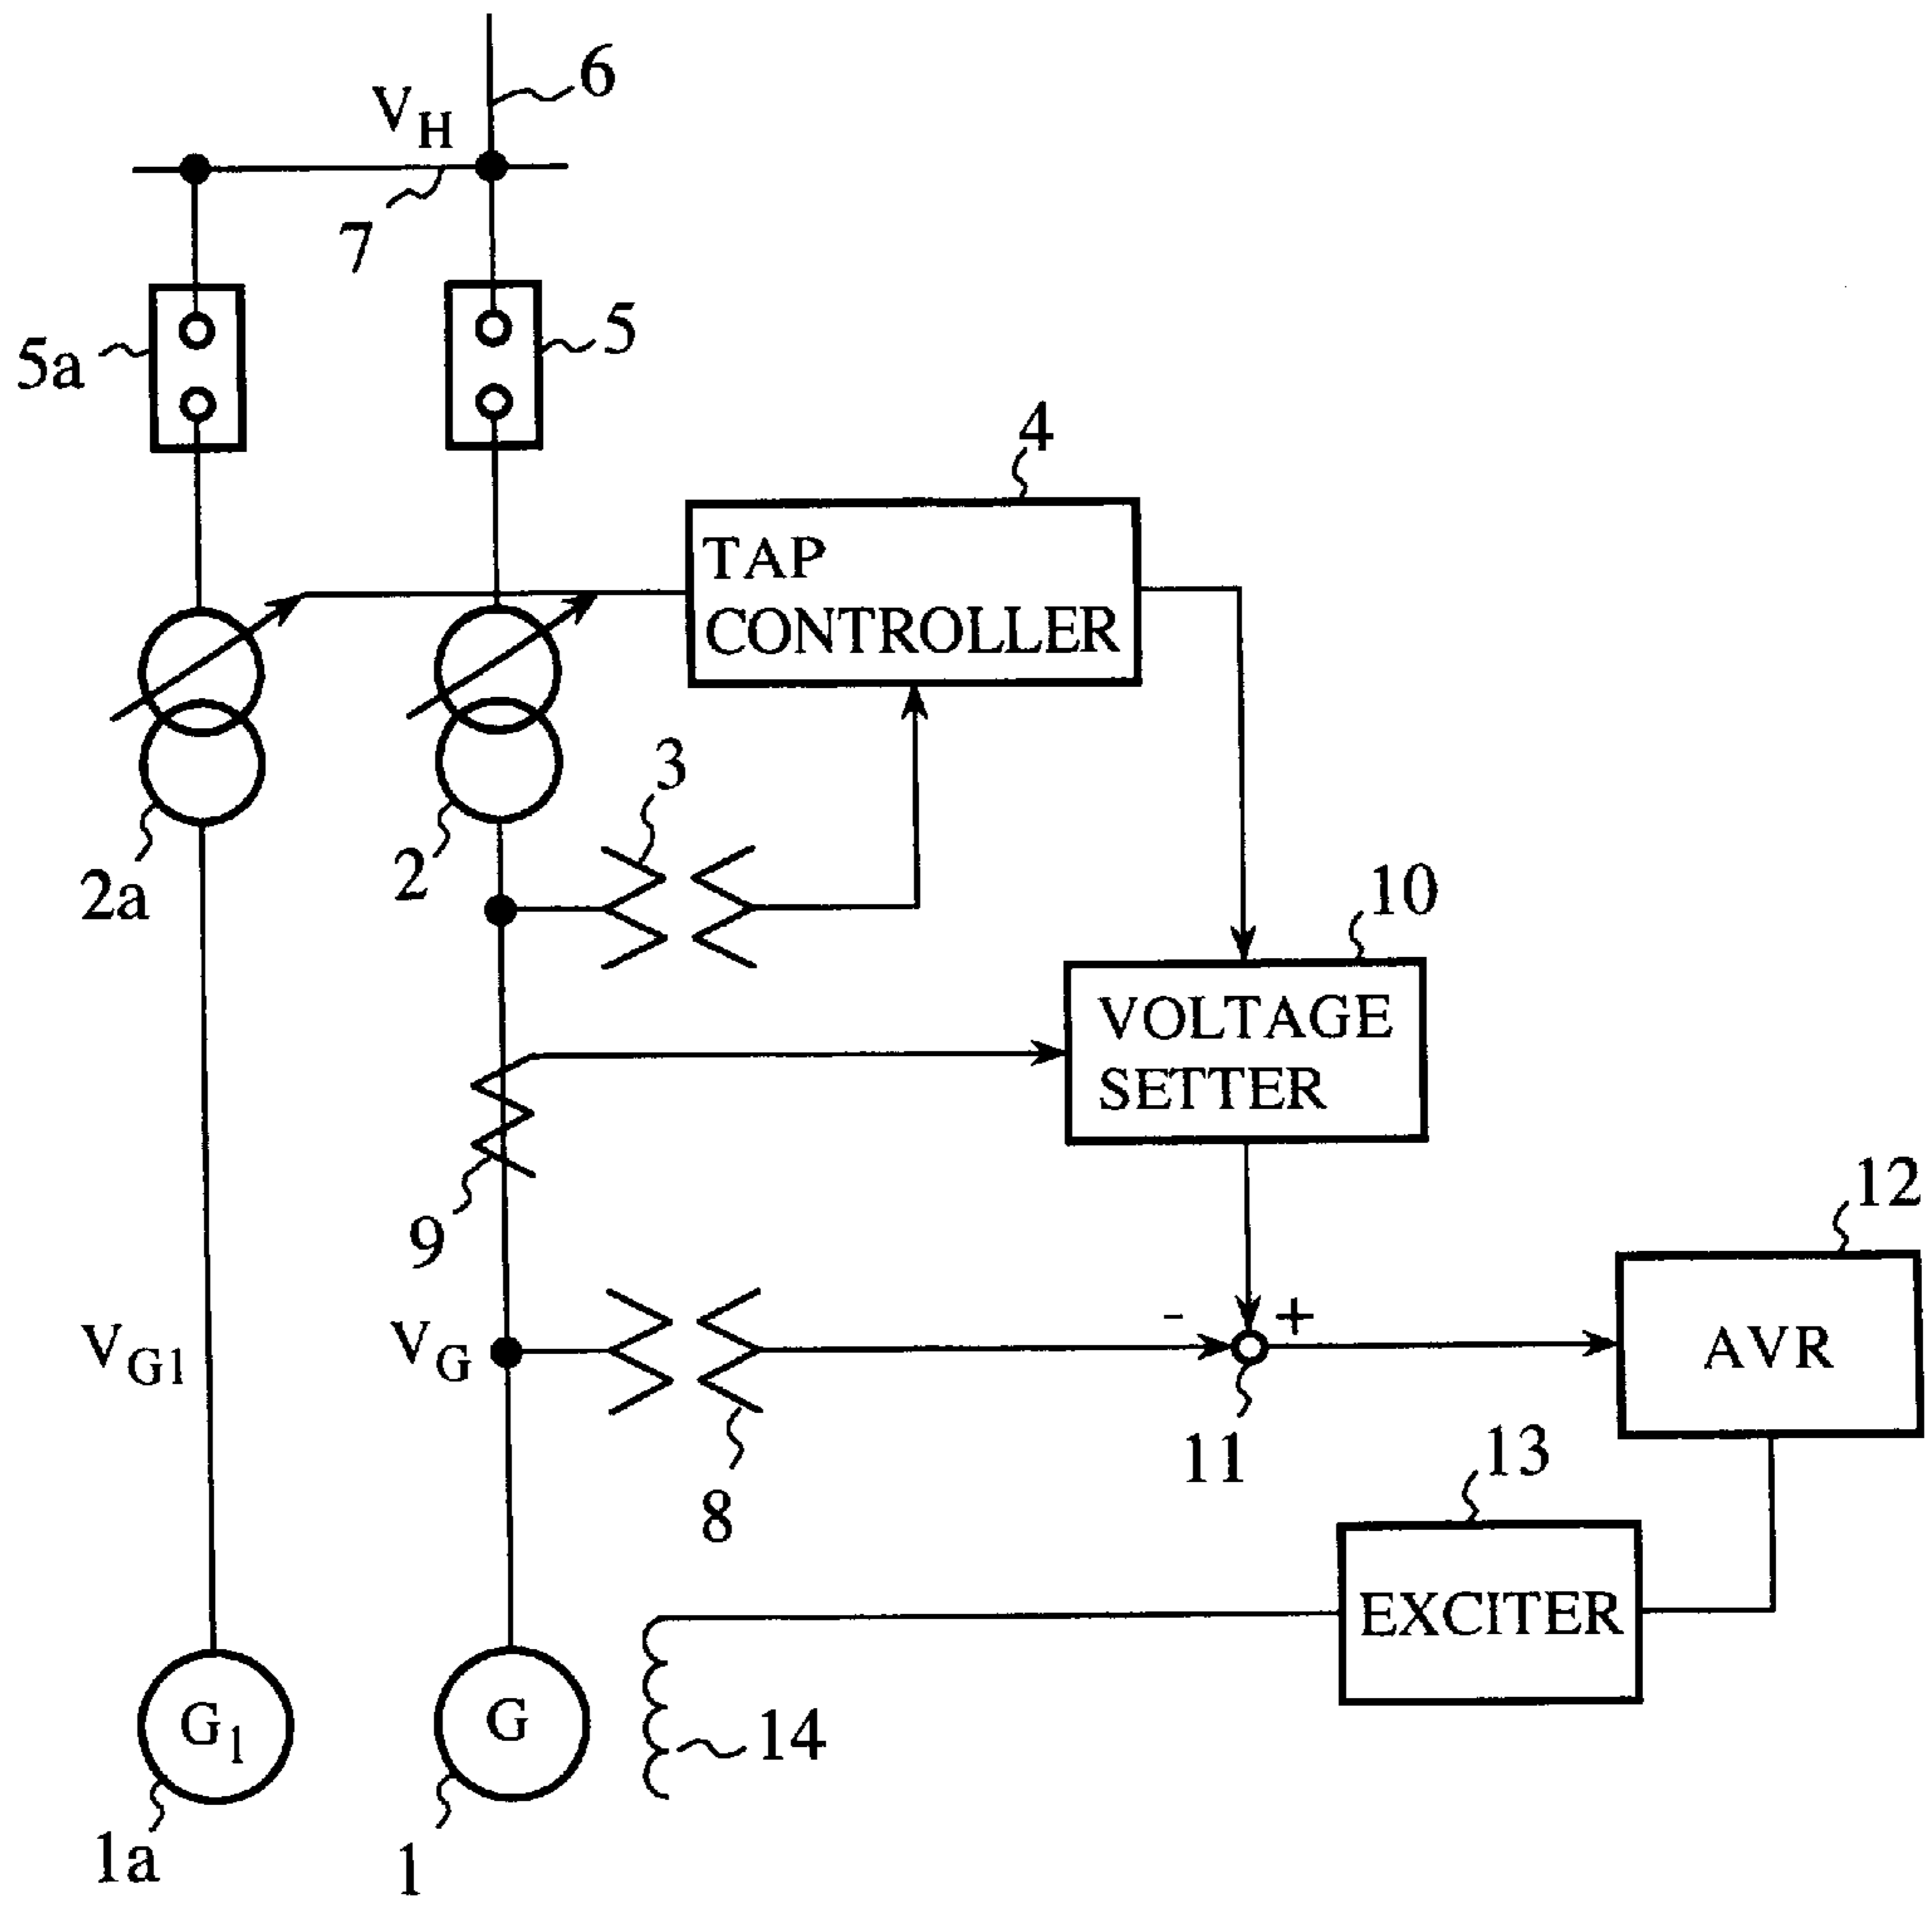 6
VH
7
5a
5
4
TAP
CONTROLLER
3
2a
2
10
VOLTAGE
SETTER
9
12
VG1
VG
-
+
AVR
11
13
8
EXCITER
G1
G
14
1a
1